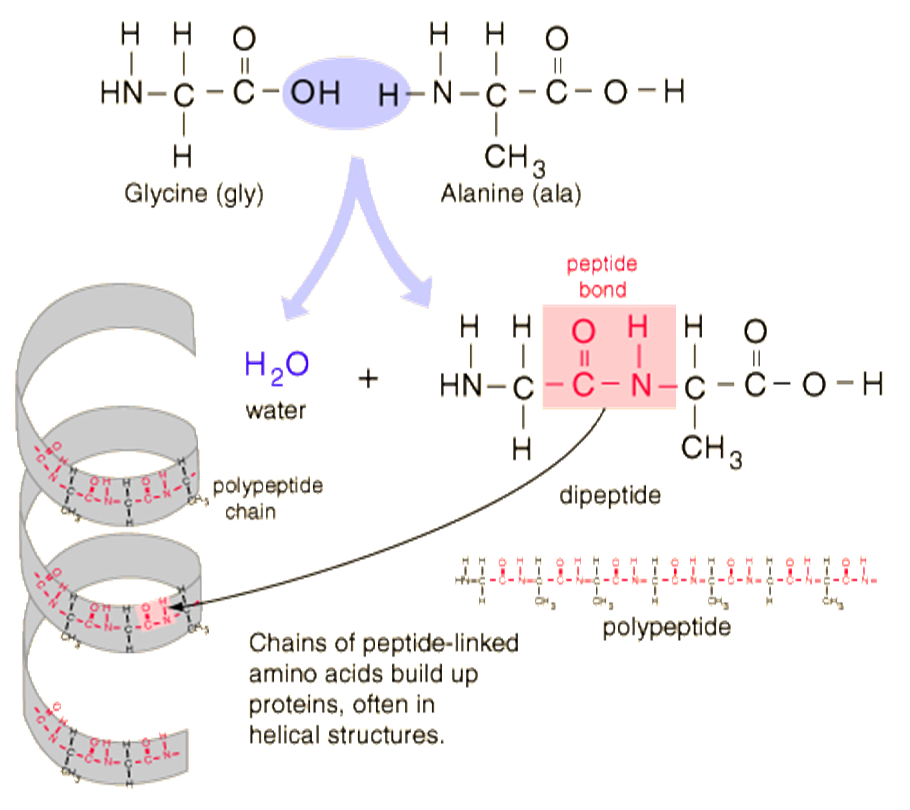 H H O H H O
HN C C OH H N C C O H
H CH3
Glycine (gly) Alanine (ala)
peptide
bond
H H O H H O
H2O + HN C C N C C O H
water
H CH3
dipeptide
polypeptide
chain
polypeptide
Chains of peptide-linked
amino acids build up
proteins, often in
helical structures.